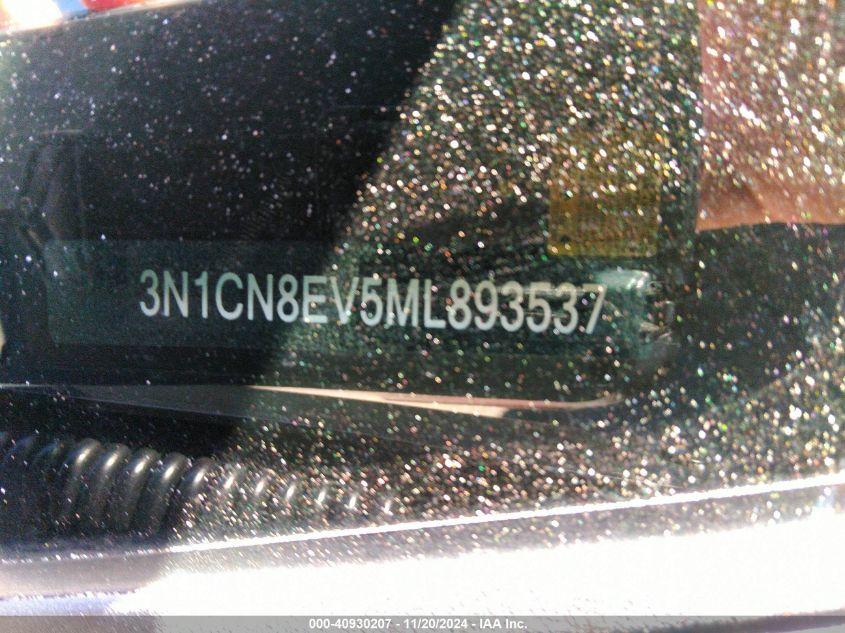 3N1CN8EV5ML893537
000-40930207 - 11/20/2024 - IAA Inc.